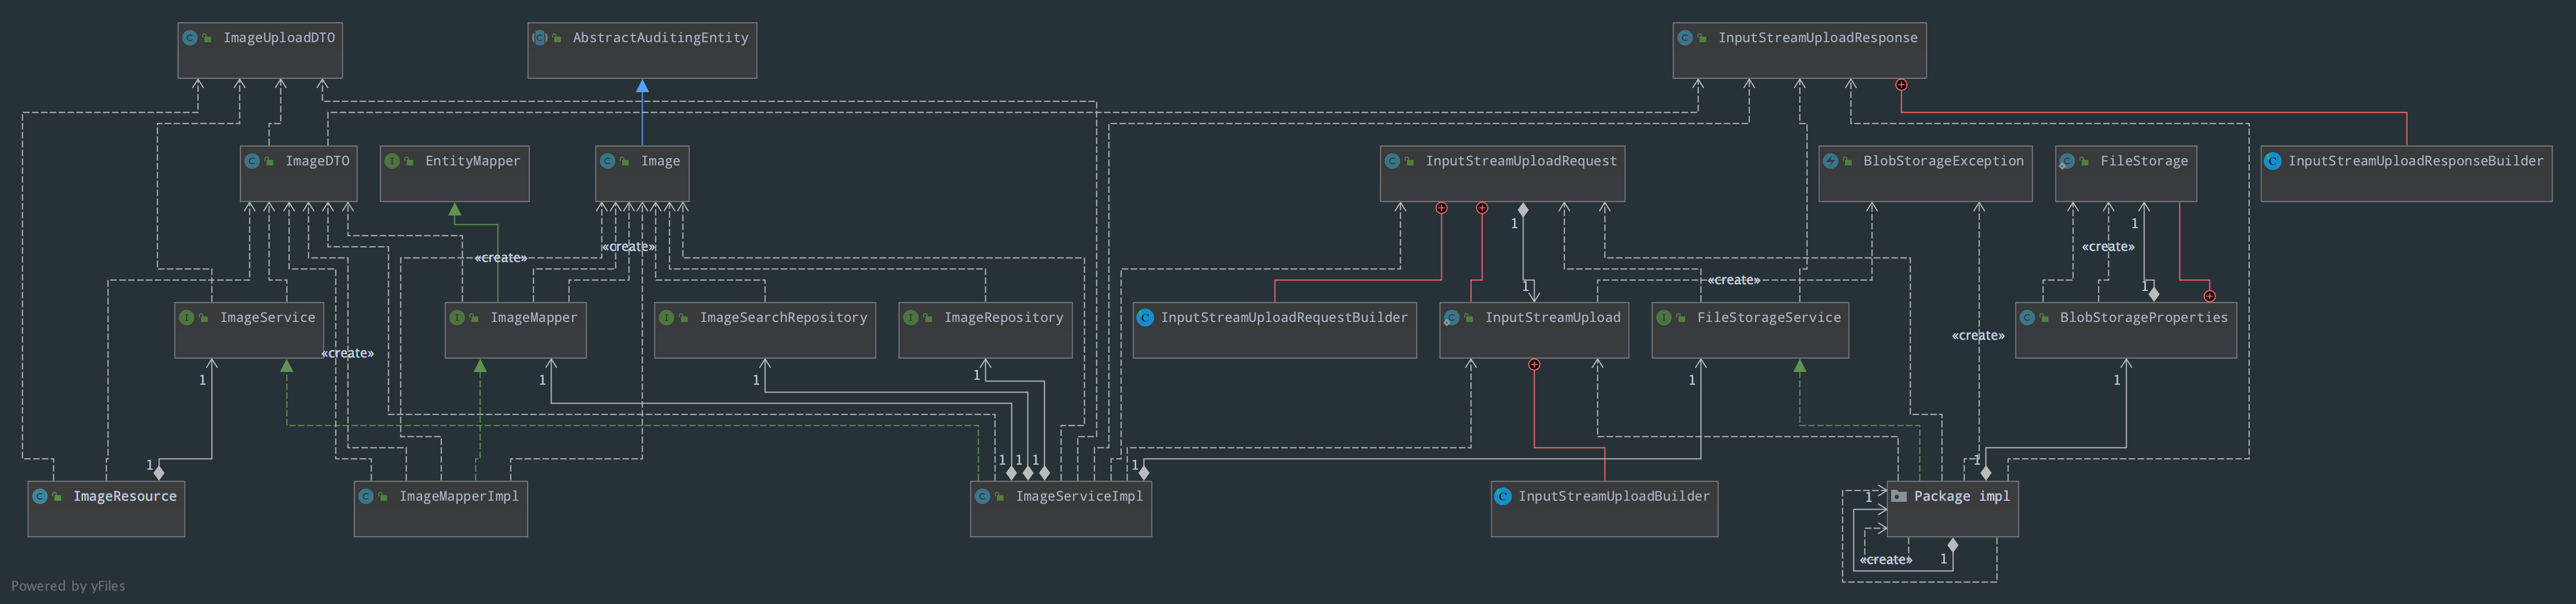 ImageUploadDTO
AbstractAuditingEntity
InputStreamUploadResponse
ImageDTO
EntityMapper
Image
InputStreamUploadRequest
BlobStorageException
FileStorage
InputStreamUploadResponseBuilder
1
«create»
«create»
«create»
«create»
1
1
ImageService
ImageMapper
ImageSearchRepository
ImageRepository
InputStreamUploadRequestBuilder
InputStreamUpload
FileStorageService
BlobStorageProperties
«create»
«create»
1
1
1
1
1
1
1
1
1
1
1
1
ImageResource
ImageMapperImpl
ImageServiceImpl
InputStreamUploadBuilder
Package impl
1
«create»
1
Powered by yFiles